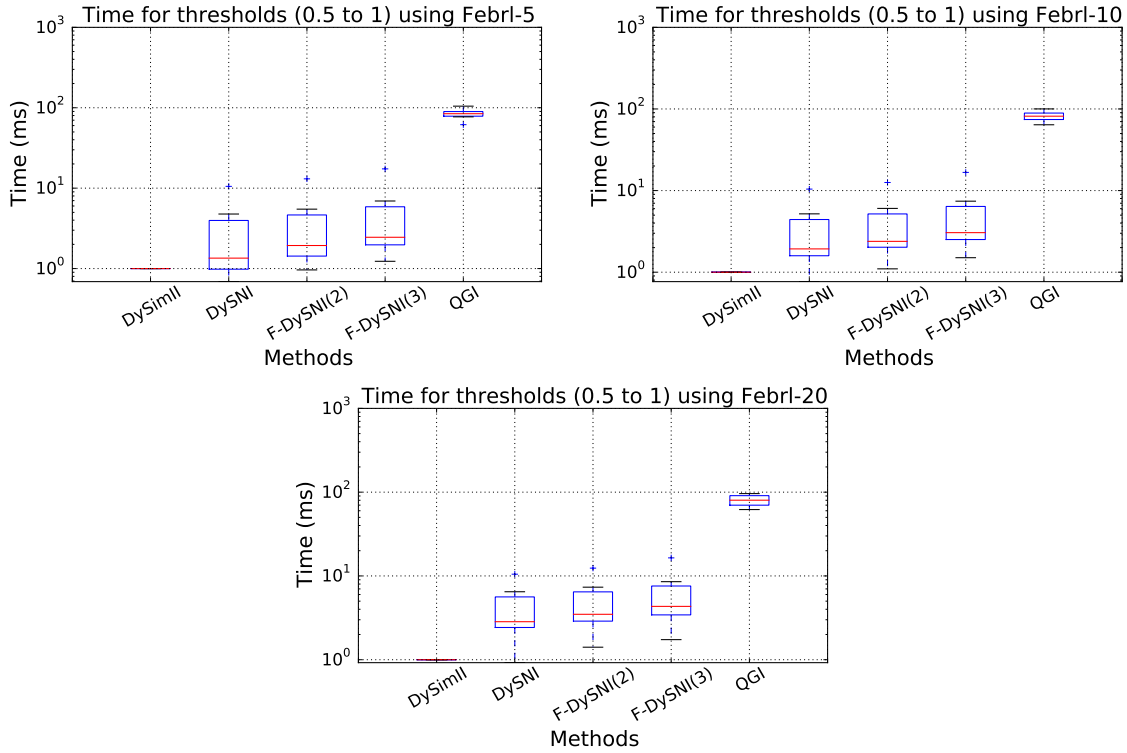 Time for thresholds (0.5 to 1) using Febrl-5
10^3
10^2
10^1
10^0
Time (ms)
DySimII
DySNI
F-DySNI(2)
F-DySNI(3)
QGI
Methods
Time for thresholds (0.5 to 1) using Febrl-10
10^3
10^2
10^1
10^0
Time (ms)
DySimII
DySNI
F-DySNI(2)
F-DySNI(3)
QGI
Methods
Time for thresholds (0.5 to 1) using Febrl-20
10^3
10^2
10^1
10^0
Time (ms)
DySimII
DySNI
F-DySNI(2)
F-DySNI(3)
QGI
Methods